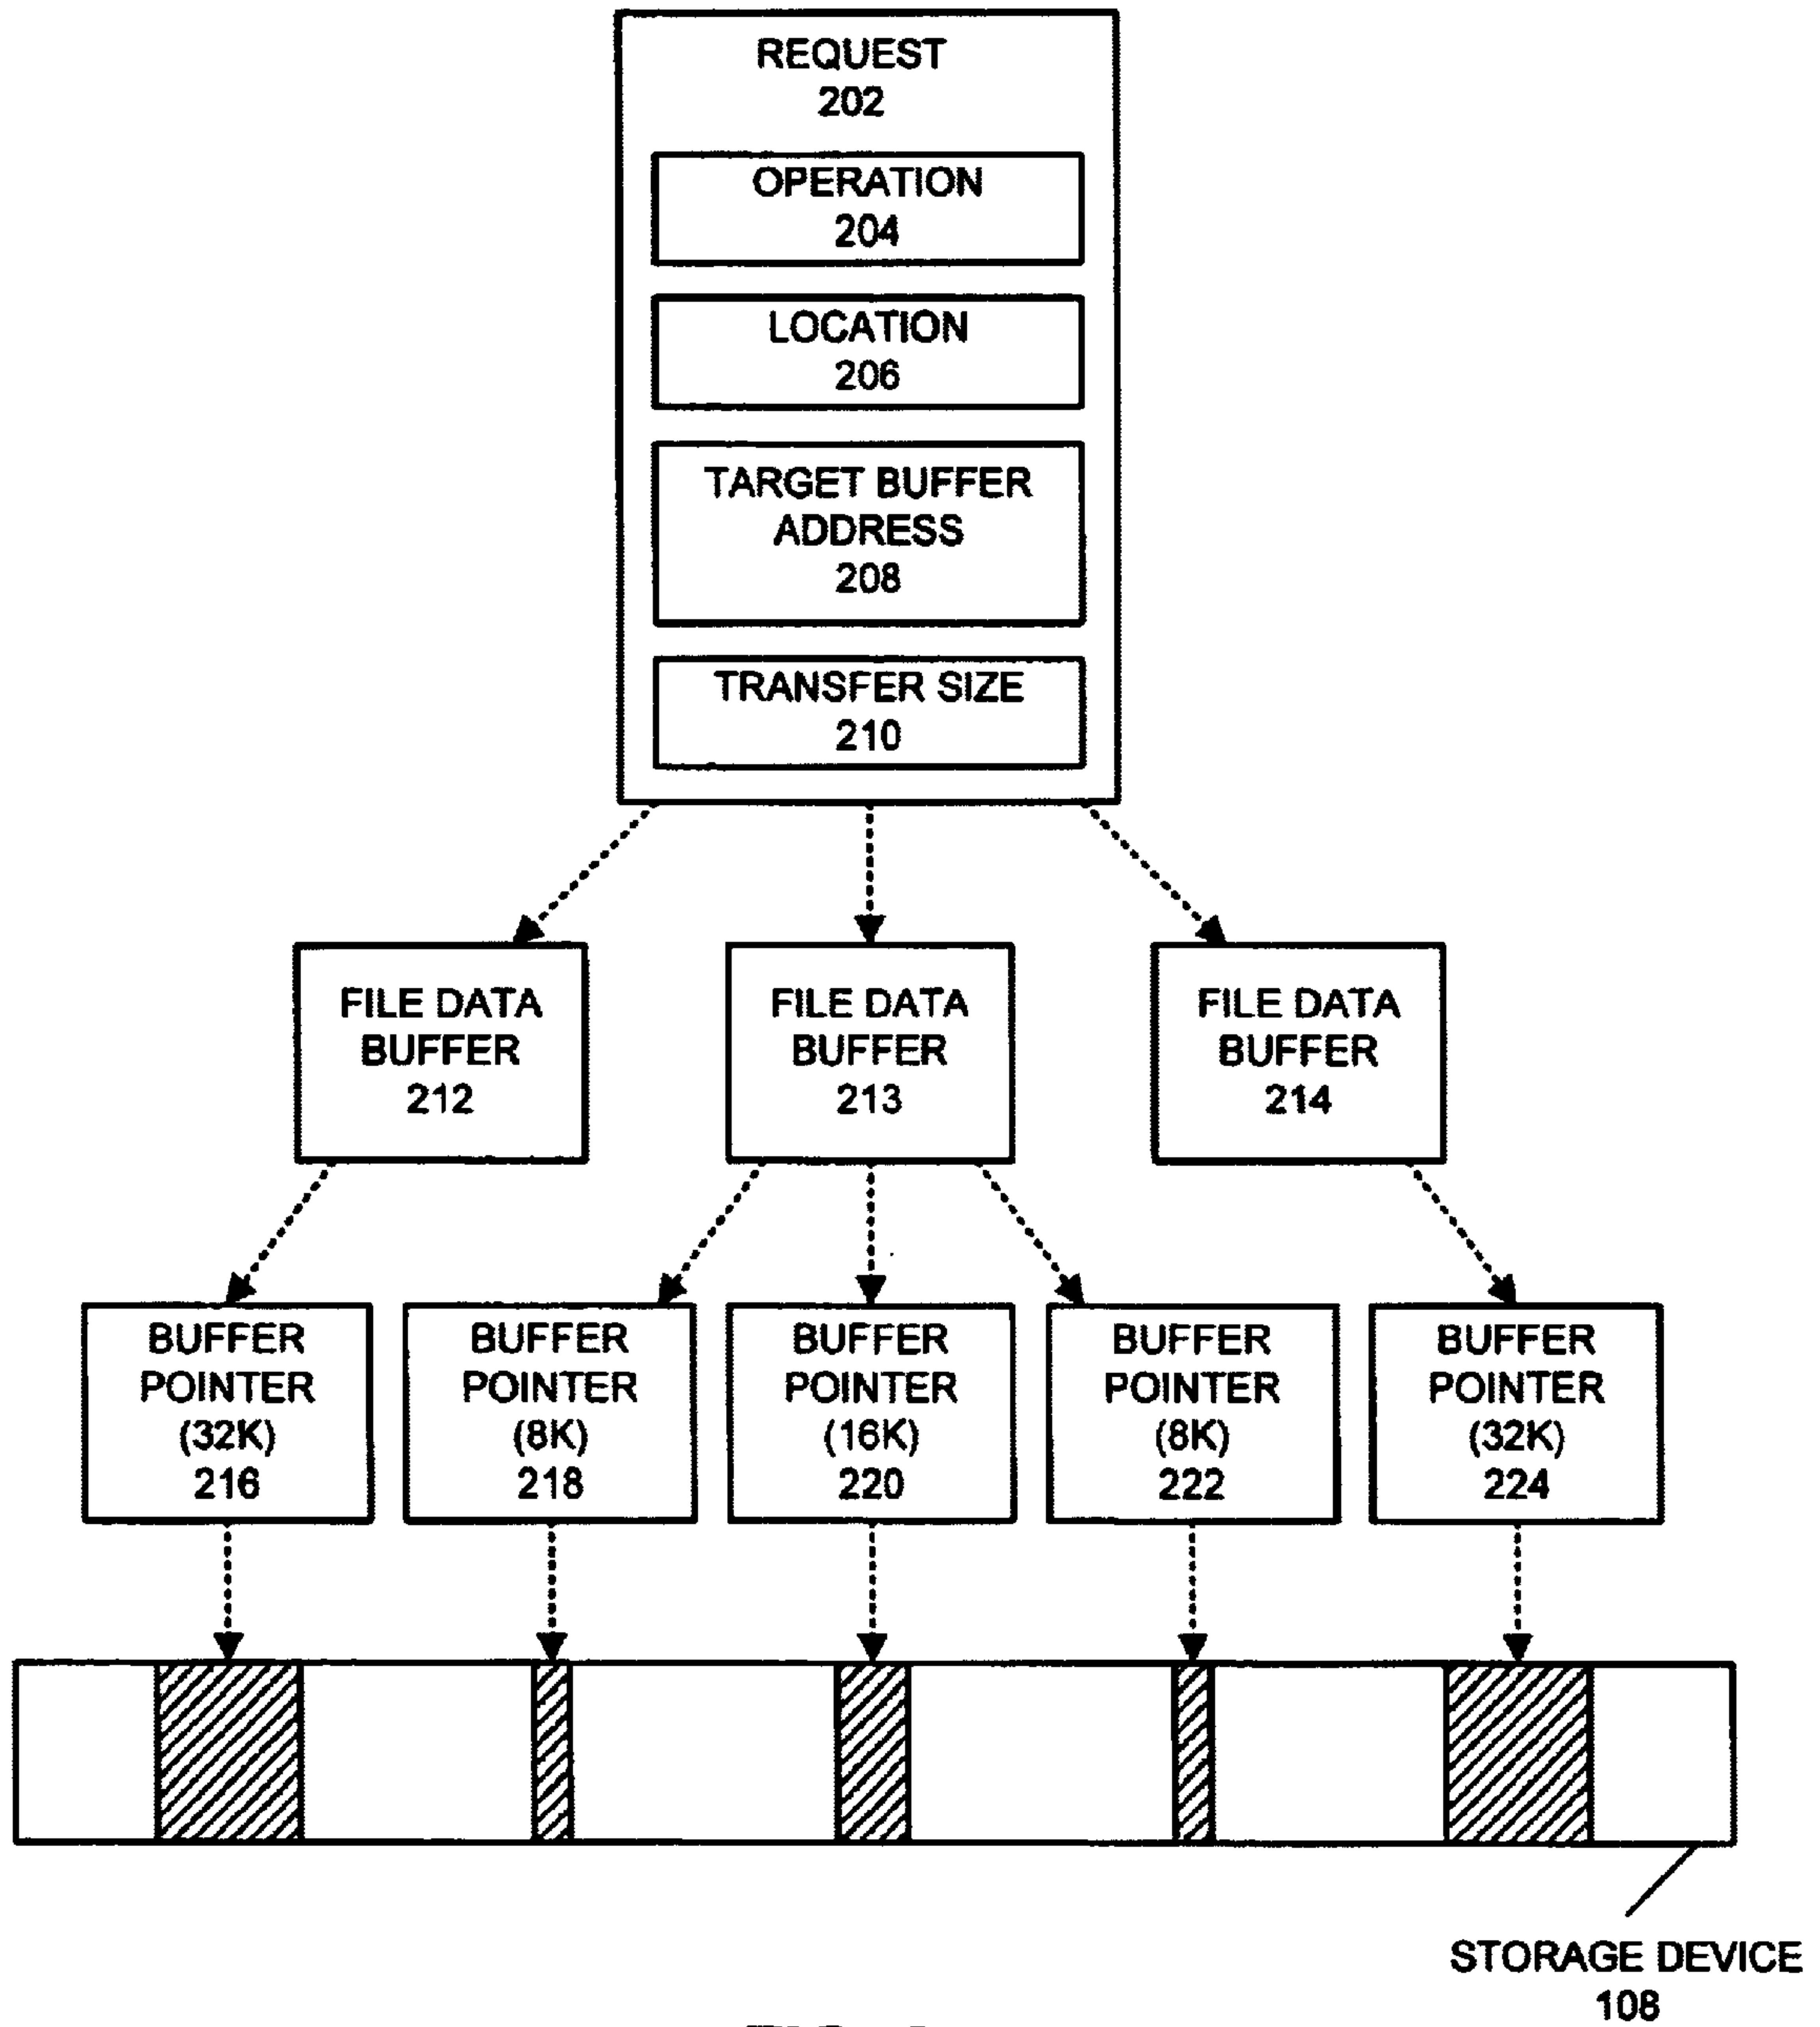 REQUEST
202
OPERATION
204
LOCATION
206
TARGET BUFFER
ADDRESS
208
TRANSFER SIZE
210
FILE DATA
BUFFER
212
FILE DATA
BUFFER
213
FILE DATA
BUFFER
214
BUFFER
POINTER
(32K)
216
BUFFER
POINTER
(8K)
218
BUFFER
POINTER
(16K)
220
BUFFER
POINTER
(8K)
222
BUFFER
POINTER
(32K)
224
STORAGE DEVICE
108